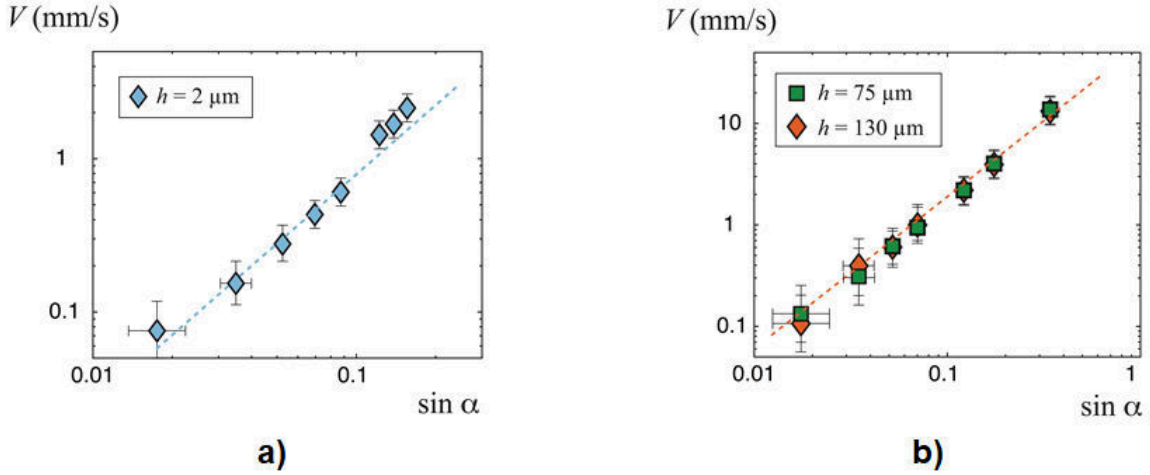 V (mm/s)
h = 2 μm
1
0.1
0.01
0.1
sin α
a)
V (mm/s)
h = 75 μm
h = 130 μm
10
1
0.1
0.01
0.1
1
sin α
b)